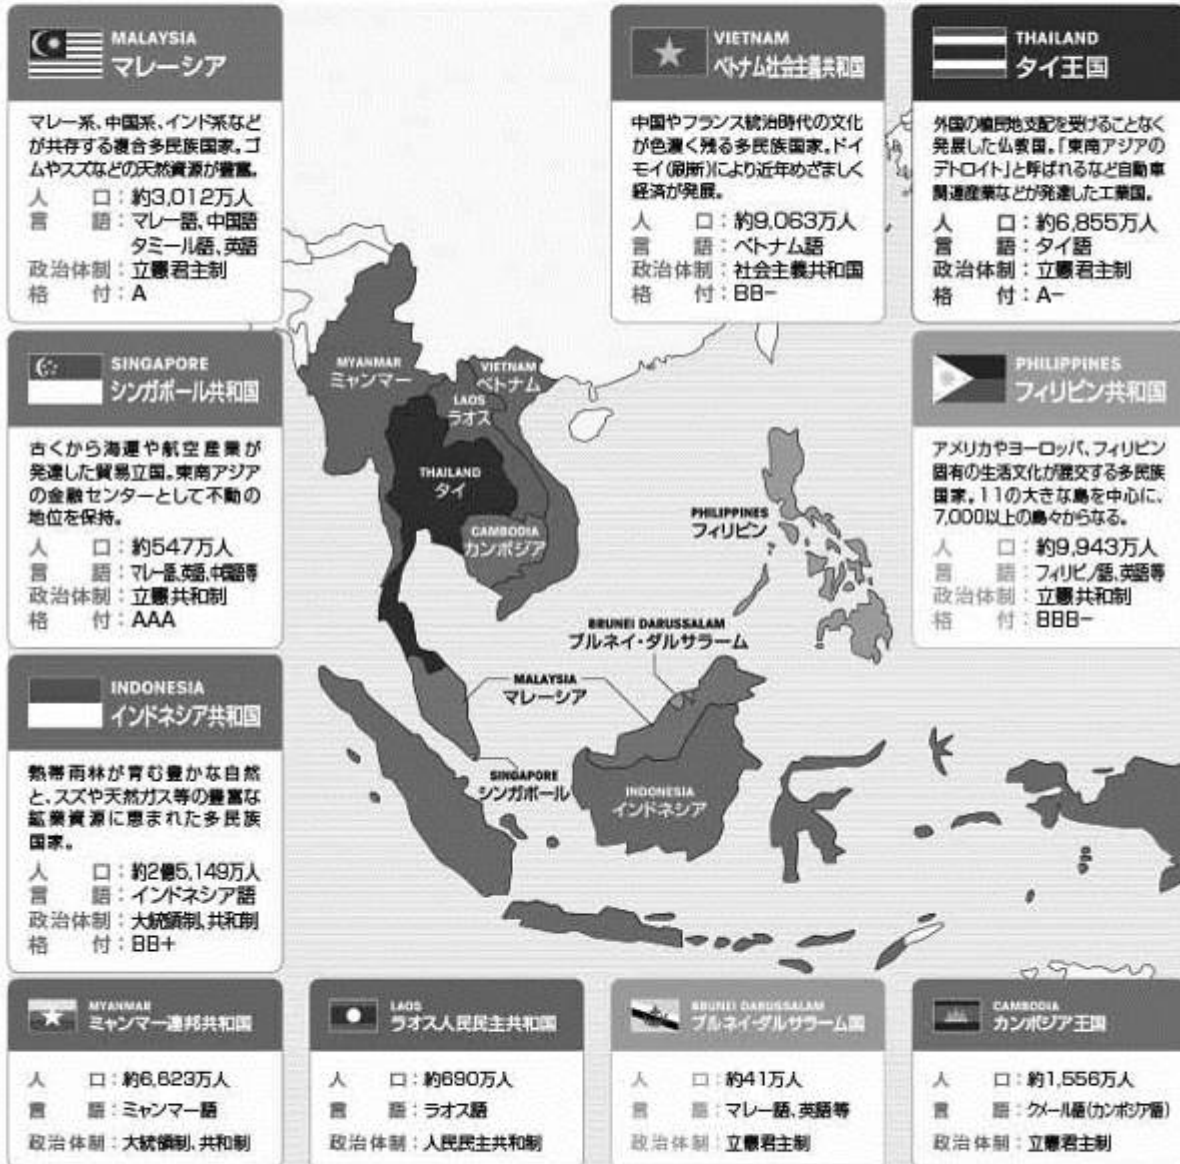 MALAYSIA
マレーシア
マレー系、中国系、インド系など
が共存する複合多民族国家。ゴ
ムやスズなどの天然資源が豊富。
人　口：約3,012万人
言　語：マレー語、中国語
タミール語、英語
政治体制：立憲君主制
格　付：A
VIETNAM
ベトナム社会主義共和国
中国やフランス統治時代の文化
が色濃く残る多民族国家。ドイ
モイ(刷新)により近年めざましく
経済が発展。
人　口：約9,063万人
言　語：ベトナム語
政治体制：社会主義共和国
格　付：BB−
THAILAND
タイ王国
外国の植民地支配を受けることなく
発展した仏教国。「東南アジアの
デトロイト」と呼ばれるなど自動車
関連産業などが発達した工業国。
人　口：約6,855万人
言　語：タイ語
政治体制：立憲君主制
格　付：A−
SINGAPORE
シンガポール共和国
古くから海運や航空産業が
発達した貿易立国。東南アジア
の金融センターとして不動の
地位を保持。
人　口：約547万人
言　語：マレー語、英語、中国語等
政治体制：立憲共和制
格　付：AAA
PHILIPPINES
フィリピン共和国
アメリカやヨーロッパ、フィリピン
固有の生活文化が混交する多民族
国家。11の大きな島を中心に、
7,000以上の島々からなる。
人　口：約9,943万人
言　語：フィリピノ語、英語等
政治体制：立憲共和制
格　付：BBB−
INDONESIA
インドネシア共和国
熱帯雨林が育む豊かな自然
と、スズや天然ガス等の豊富な
鉱業資源に恵まれた多民族
国家。
人　口：約2億5,149万人
言　語：インドネシア語
政治体制：大統領制、共和制
格　付：BB+
MYANMAR
ミャンマー
VIETNAM
ベトナム
LAOS
ラオス
THAILAND
タイ
CAMBODIA
カンボジア
PHILIPPINES
フィリピン
BRUNEI DARUSSALAM
ブルネイ・ダルサラーム
MALAYSIA
マレーシア
SINGAPORE
シンガポール
INDONESIA
インドネシア
MYANMAR
ミャンマー連邦共和国
人　口：約6,623万人
言　語：ミャンマー語
政治体制：大統領制、共和制
LAOS
ラオス人民民主共和国
人　口：約690万人
言　語：ラオス語
政治体制：人民民主共和制
BRUNEI DARUSSALAM
ブルネイ・ダルサラーム国
人　口：約41万人
言　語：マレー語、英語等
政治体制：立憲君主制
CAMBODIA
カンボジア王国
人　口：約1,556万人
言　語：クメール語(カンボジア語)
政治体制：立憲君主制